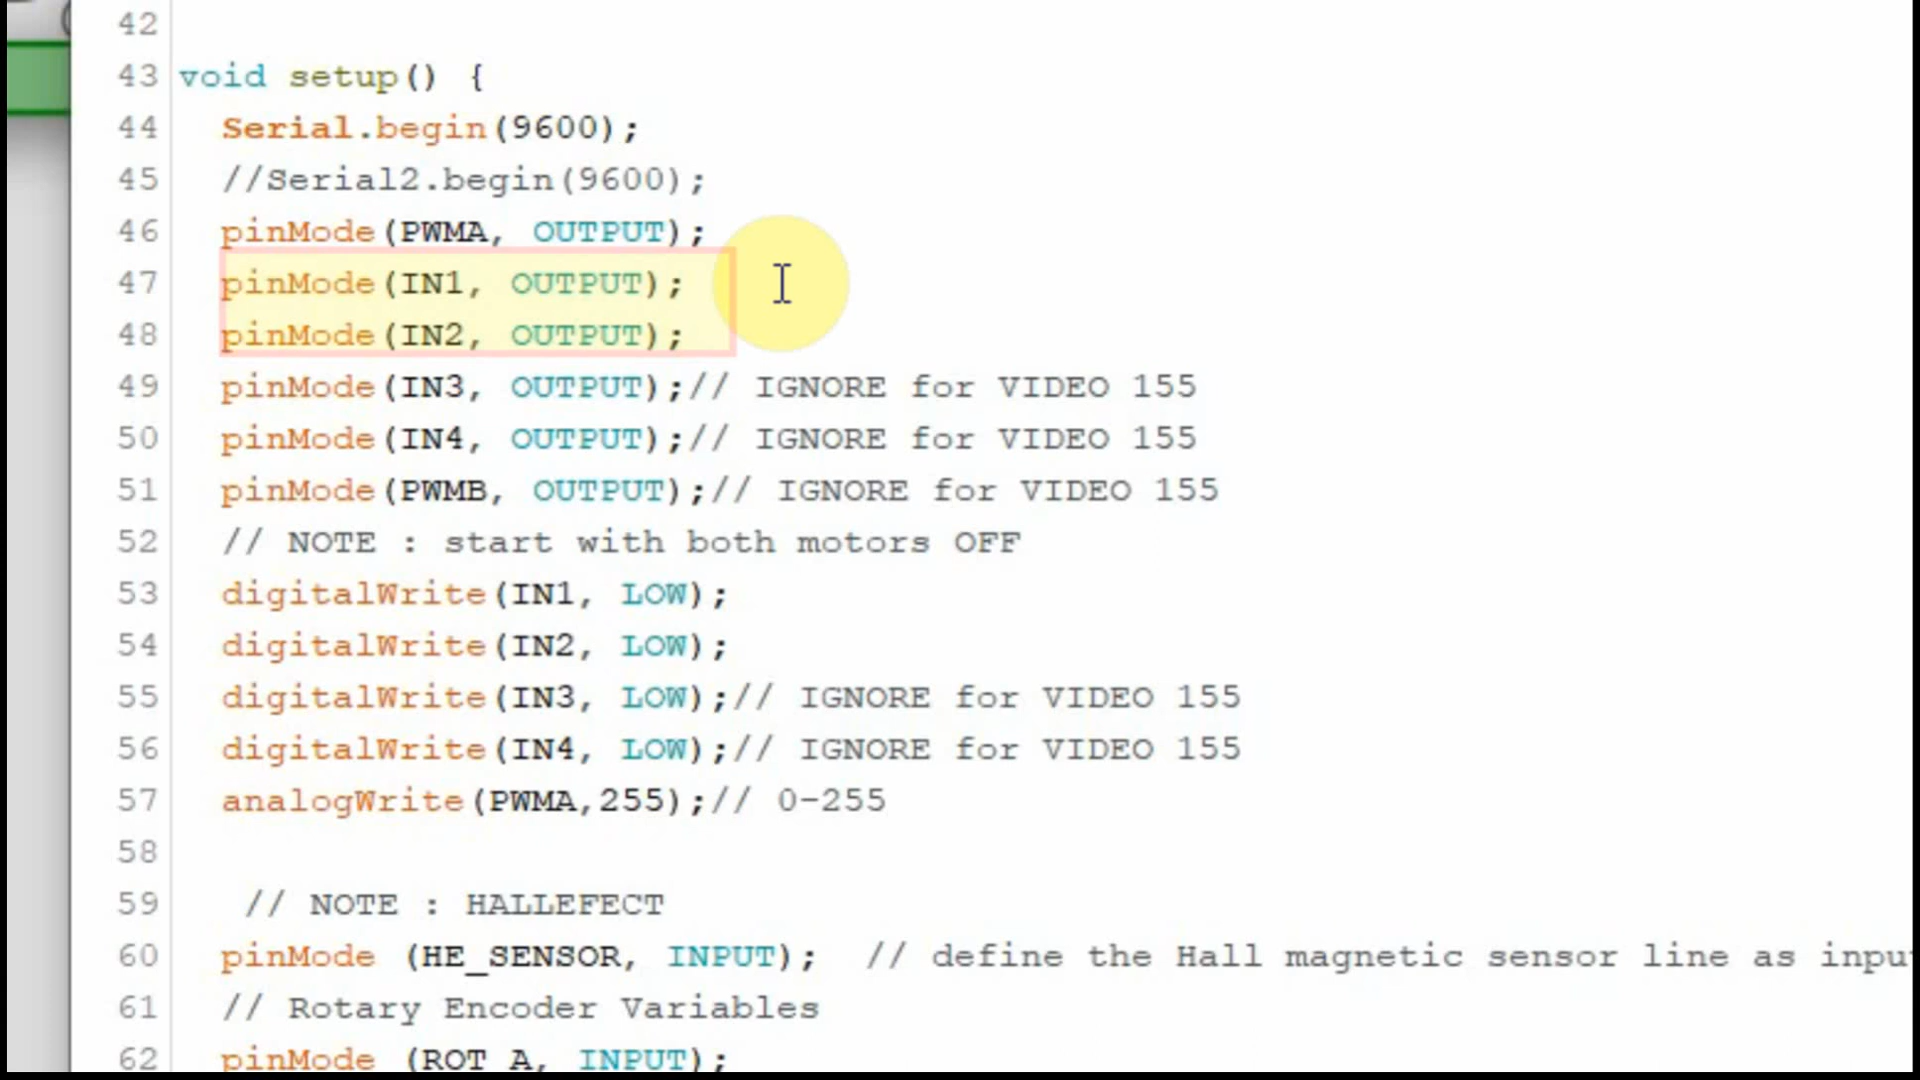 42
43 void setup() {
44 Serial.begin(9600);
45 //Serial2.begin(9600);
46 pinMode(PWMA, OUTPUT);
47 pinMode(IN1, OUTPUT);
48 pinMode(IN2, OUTPUT);
49 pinMode(IN3, OUTPUT);// IGNORE for VIDEO 155
50 pinMode(IN4, OUTPUT);// IGNORE for VIDEO 155
51 pinMode(PWMB, OUTPUT);// IGNORE for VIDEO 155
52 // NOTE : start with both motors OFF
53 digitalWrite(IN1, LOW);
54 digitalWrite(IN2, LOW);
55 digitalWrite(IN3, LOW);// IGNORE for VIDEO 155
56 digitalWrite(IN4, LOW);// IGNORE for VIDEO 155
57 analogWrite(PWMA,255);// 0-255
58
59 // NOTE : HALLEFECT
60 pinMode (HE_SENSOR, INPUT); // define the Hall magnetic sensor line as inpu
61 // Rotary Encoder Variables
62 pinMode (ROT_A, INPUT);